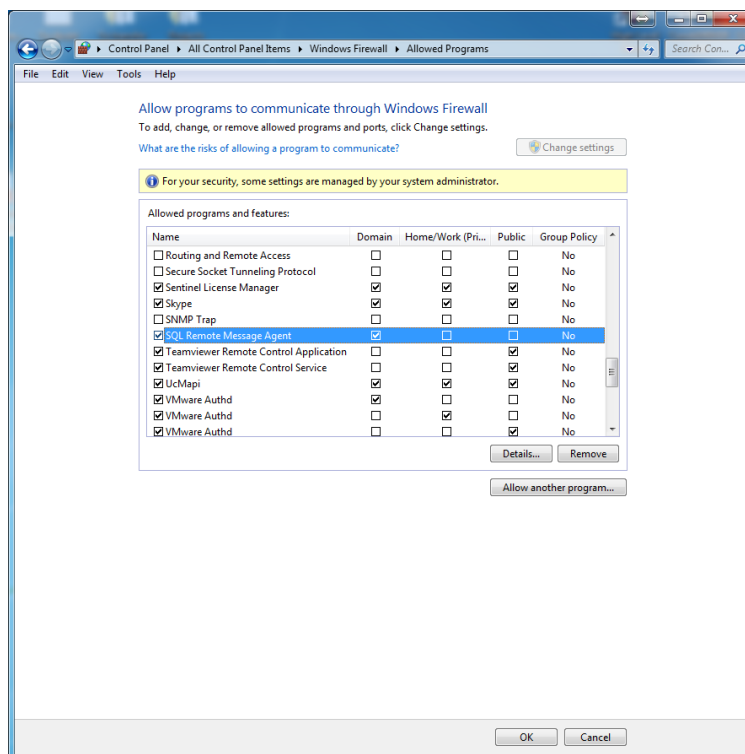 Control Panel ▸ All Control Panel Items ▸ Windows Firewall ▸ Allowed Programs
Search Con...
File Edit View Tools Help
Allow programs to communicate through Windows Firewall
To add, change, or remove allowed programs and ports, click Change settings.
What are the risks of allowing a program to communicate?
Change settings
For your security, some settings are managed by your system administrator.
Allowed programs and features:
Name Domain Home/Work (Pri... Public Group Policy
Routing and Remote Access No
Secure Socket Tunneling Protocol No
Sentinel License Manager No
Skype No
SNMP Trap No
SQL Remote Message Agent No
Teamviewer Remote Control Application No
Teamviewer Remote Control Service No
UcMapi No
VMware Authd No
VMware Authd No
VMware Authd No
Details... Remove
Allow another program...
OK Cancel